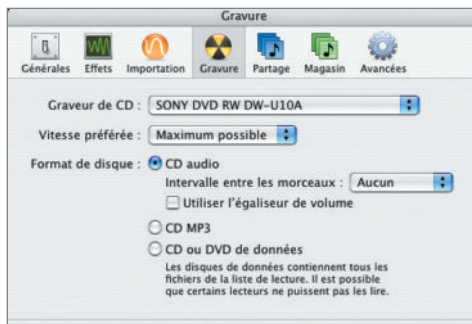 Gravure
Générales Effets Importation Gravure Partage Magasin Avancées
Graveur de CD : SONY DVD RW DW-U10A
Vitesse préférée : Maximum possible
Format de disque : CD audio
Intervalle entre les morceaux : Aucun
Utiliser l'égaliseur de volume
CD MP3
CD ou DVD de données
Les disques de données contiennent tous les
fichiers de la liste de lecture. Il est possible
que certains lecteurs ne puissent pas les lire.